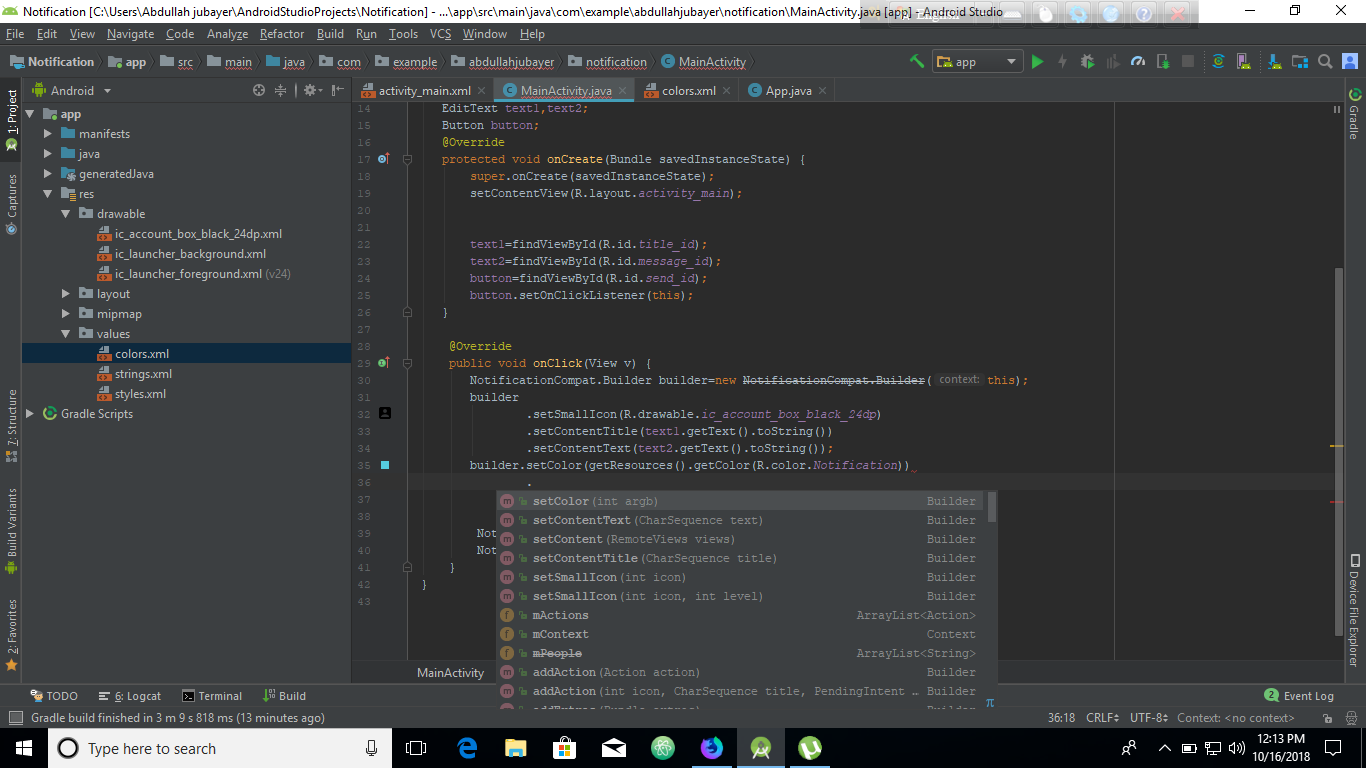 Notification [C:\Users\Abdullah jubayer\AndroidStudioProjects\Notification] - ...\app\src\main\java\com\example\abdullahjubayer\notification\MainActivity.java [app] - Android Studio
File Edit View Navigate Code Analyze Refactor Build Run Tools VCS Window Help
Notification app src main java com example abdullahjubayer notification MainActivity app
Android activity_main.xml MainActivity.java colors.xml App.java
1: Project
Captures
7: Structure
Build Variants
2: Favorites
app
manifests
java
generatedJava
res
drawable
ic_account_box_black_24dp.xml
ic_launcher_background.xml
ic_launcher_foreground.xml (v24)
layout
mipmap
values
colors.xml
strings.xml
styles.xml
Gradle Scripts
14 EditText text1,text2;
15 Button button;
16 @Override
17 protected void onCreate(Bundle savedInstanceState) {
18 super.onCreate(savedInstanceState);
19 setContentView(R.layout.activity_main);
20
21
22 text1=findViewById(R.id.title_id);
23 text2=findViewById(R.id.message_id);
24 button=findViewById(R.id.send_id);
25 button.setOnClickListener(this);
26 }
27
28 @Override
29 public void onClick(View v) {
30 NotificationCompat.Builder builder=new NotificationCompat.Builder( context: this);
31 builder
32 .setSmallIcon(R.drawable.ic_account_box_black_24dp)
33 .setContentTitle(text1.getText().toString())
34 .setContentText(text2.getText().toString());
35 builder.setColor(getResources().getColor(R.color.Notification))
36 .
37
38
39 Not
40 Not
41 }
42 }
43
setColor(int argb) Builder
setContentText(CharSequence text) Builder
setContent(RemoteViews views) Builder
setContentTitle(CharSequence title) Builder
setSmallIcon(int icon) Builder
setSmallIcon(int icon, int level) Builder
mActions ArrayList<Action>
mContext Context
mPeople ArrayList<String>
addAction(Action action) Builder
addAction(int icon, CharSequence title, PendingIntent ... Builder
π
MainActivity
Gradle
Device File Explorer
TODO 6: Logcat Terminal Build 2 Event Log
Gradle build finished in 3 m 9 s 818 ms (13 minutes ago) 36:18 CRLF UTF-8 Context: <no context>
Type here to search
12:13 PM
10/16/2018